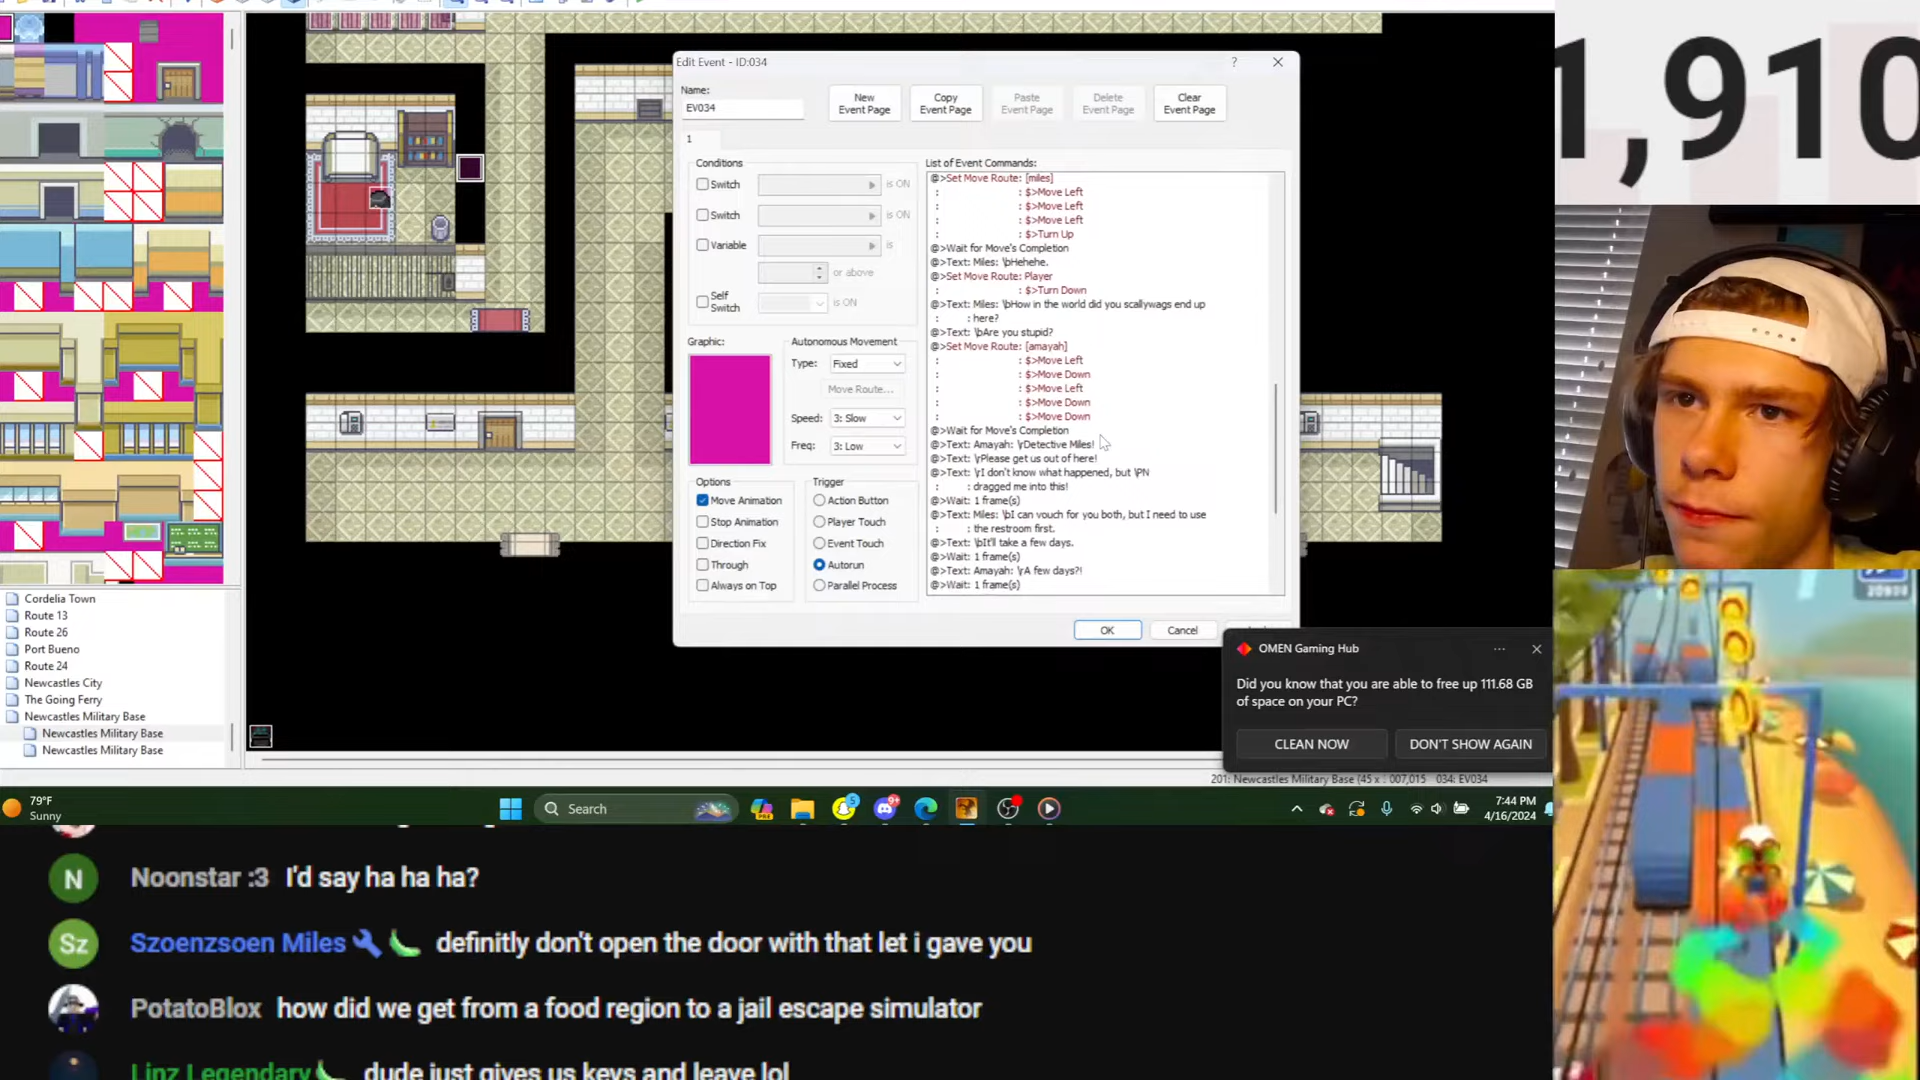 Edit Event - ID:034
?
Name:
EV034
New
Event Page
Copy
Event Page
Paste
Event Page
Delete
Event Page
Clear
Event Page
1
Conditions
Switch
is ON
Switch
is ON
Variable
is
or above
Self
Switch
is ON
Graphic:
Autonomous Movement
Type: Fixed
Move Route...
Speed: 3: Slow
Freq: 3: Low
Options
Move Animation
Stop Animation
Direction Fix
Through
Always on Top
Trigger
Action Button
Player Touch
Event Touch
Autorun
Parallel Process
List of Event Commands:
@>Set Move Route: [miles]
: : $>Move Left
: : $>Move Left
: : $>Move Left
: : $>Turn Up
@>Wait for Move's Completion
@>Text: Miles: \bHehehe.
@>Set Move Route: Player
: : $>Turn Down
@>Text: Miles: \bHow in the world did you scallywags end up
: : here?
@>Text: \bAre you stupid?
@>Set Move Route: [amayah]
: : $>Move Left
: : $>Move Down
: : $>Move Left
: : $>Move Down
: : $>Move Down
@>Wait for Move's Completion
@>Text: Amayah: \rDetective Miles!
@>Text: \rPlease get us out of here!
@>Text: \rI don't know what happened, but \PN
: : dragged me into this!
@>Wait: 1 frame(s)
@>Text: Miles: \bI can vouch for you both, but I need to use
: : the restroom first.
@>Text: \bIt'll take a few days.
@>Wait: 1 frame(s)
@>Text: Amayah: \rA few days?!
@>Wait: 1 frame(s)
OK
Cancel
Cordelia Town
Route 13
Route 26
Port Bueno
Route 24
Newcastles City
The Going Ferry
Newcastles Military Base
Newcastles Military Base
Newcastles Military Base
OMEN Gaming Hub
Did you know that you are able to free up 111.68 GB
of space on your PC?
CLEAN NOW
DON'T SHOW AGAIN
201: Newcastles Military Base (45 x
007,015
034: EV034
79°F
Sunny
Search
7:44 PM
4/16/2024
1,910
N
Noonstar :3 I'd say ha ha ha?
Sz
Szoenzsoen Miles definitly don't open the door with that let i gave you
PotatoBlox how did we get from a food region to a jail escape simulator
Linz Legendary dude just gives us keys and leave lol